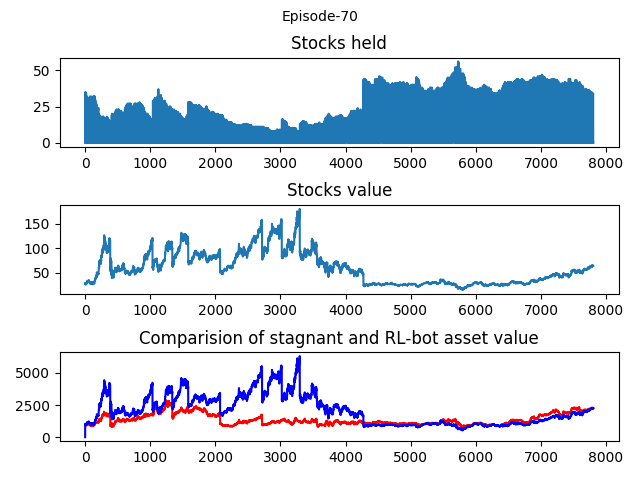 Episode-70
Stocks held
50
25
0
0 1000 2000 3000 4000 5000 6000 7000 8000
Stocks value
150
100
50
0 1000 2000 3000 4000 5000 6000 7000 8000
Comparision of stagnant and RL-bot asset value
5000
2500
0
0 1000 2000 3000 4000 5000 6000 7000 8000